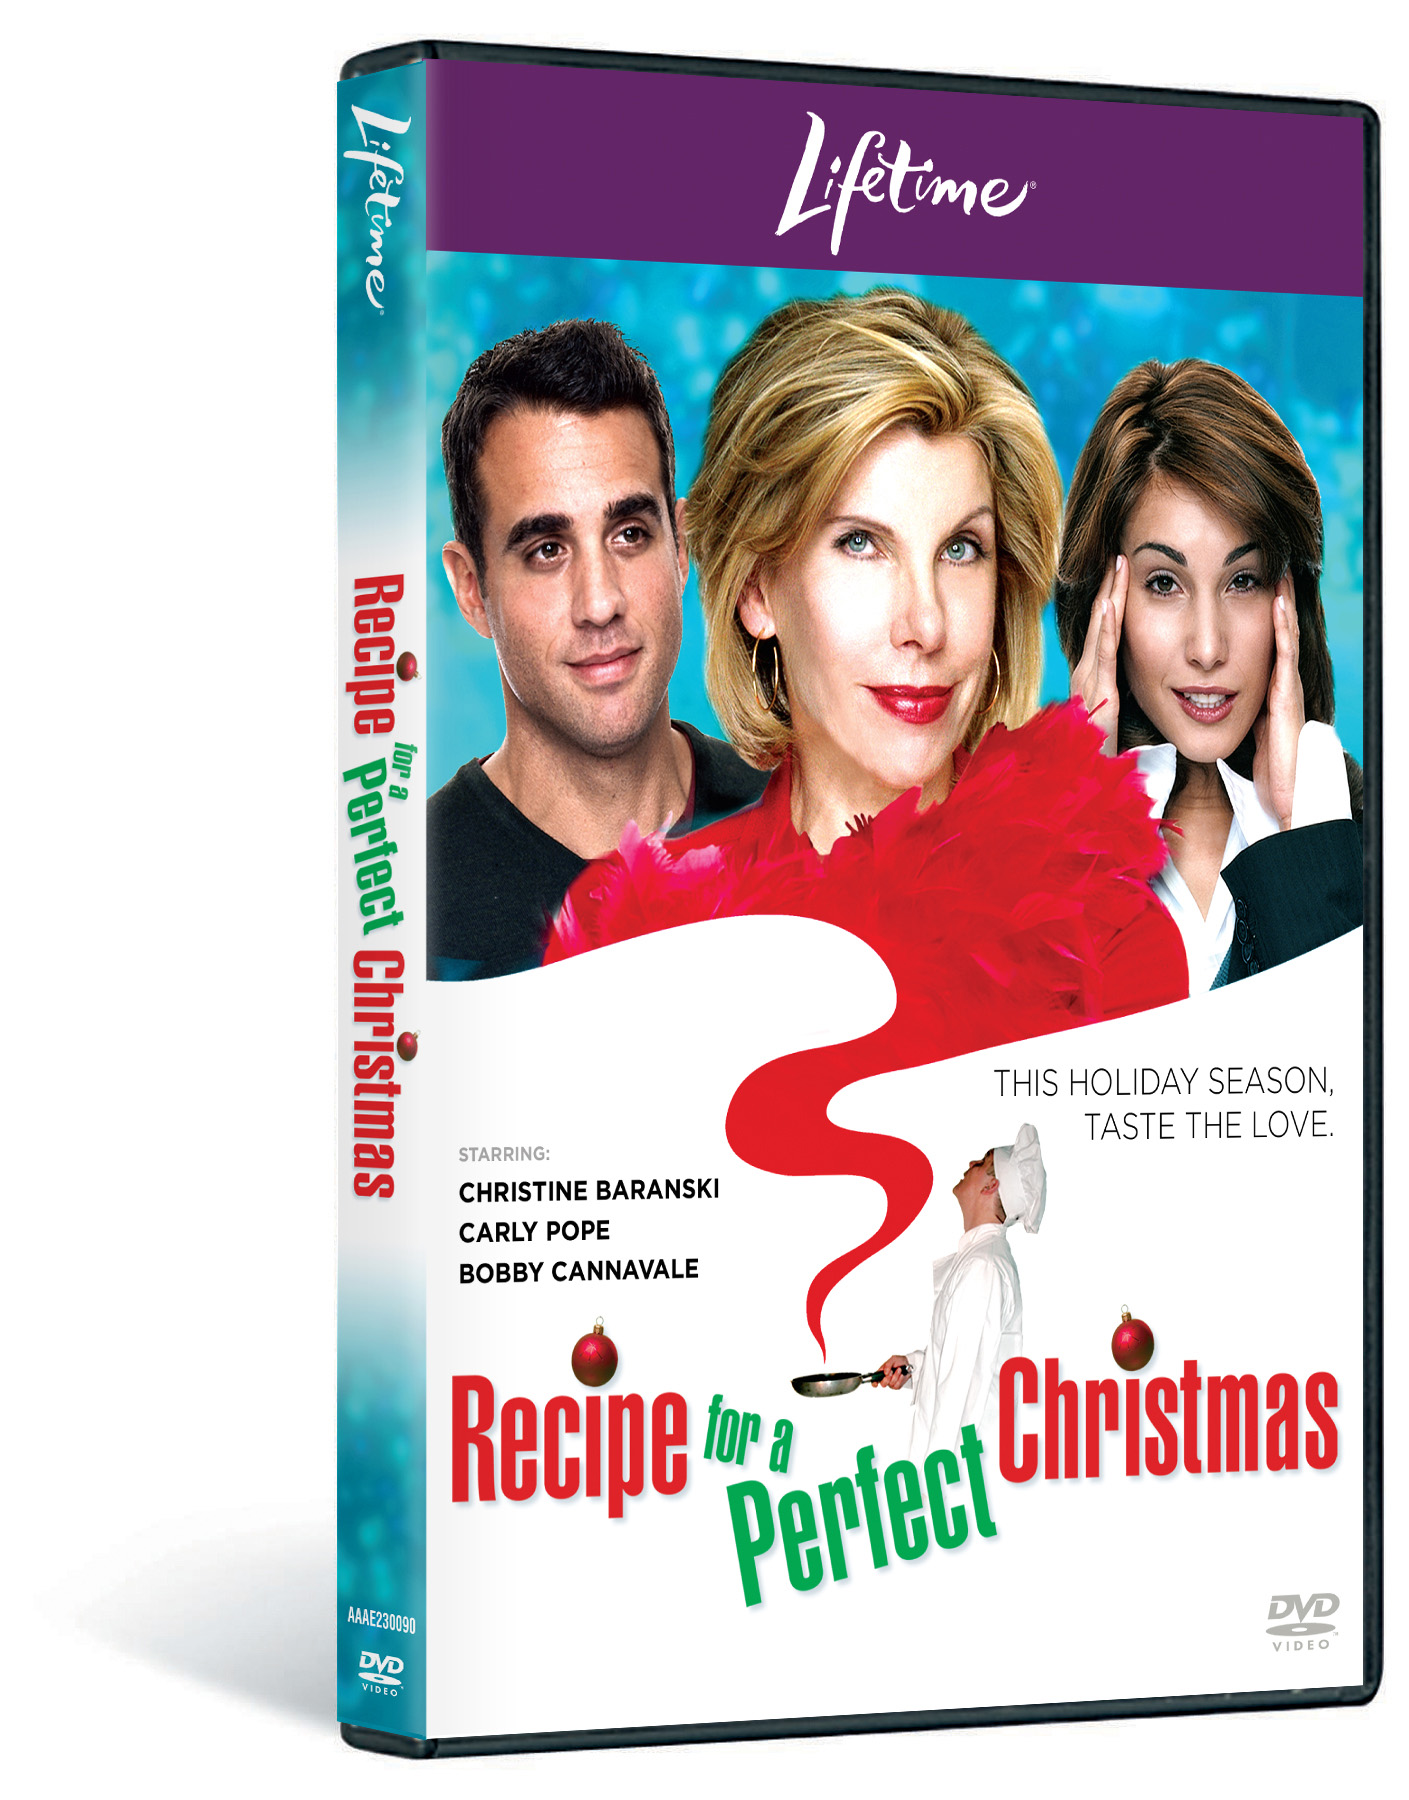 Lifetime®
Lifetime®
Recipe for a Perfect Christmas
AAAE230090
DVD
VIDEO
THIS HOLIDAY SEASON,
TASTE THE LOVE.
STARRING:
CHRISTINE BARANSKI
CARLY POPE
BOBBY CANNAVALE
Recipe for a Perfect Christmas
DVD™
VIDEO